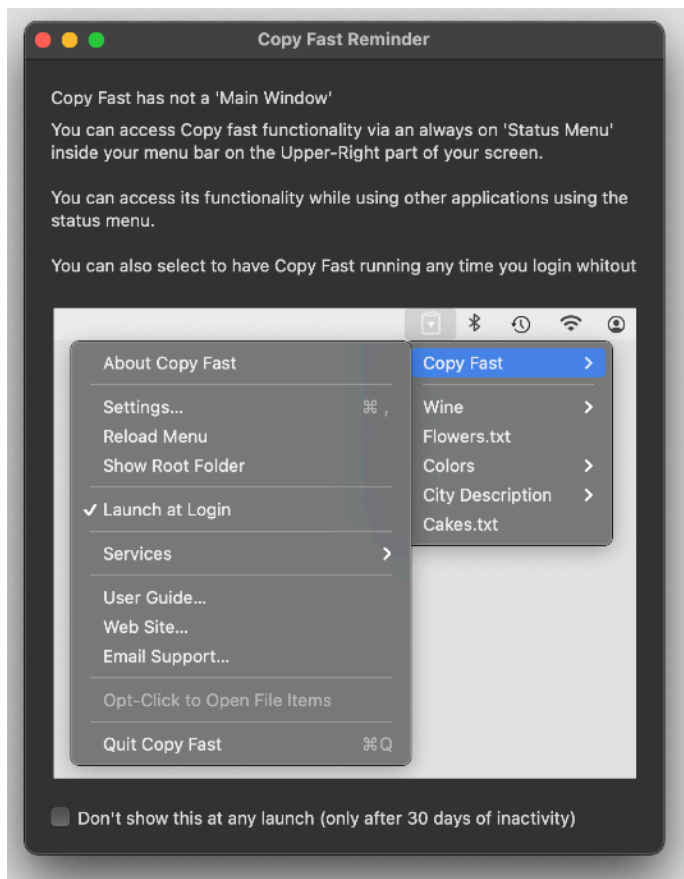 Copy Fast Reminder
Copy Fast has not a 'Main Window'
You can access Copy fast functionality via an always on 'Status Menu'
inside your menu bar on the Upper-Right part of your screen.
You can access its functionality while using other applications using the
status menu.
You can also select to have Copy Fast running any time you login whitout
About Copy Fast
Settings... ⌘ ,
Reload Menu
Show Root Folder
✓ Launch at Login
Services
User Guide...
Web Site...
Email Support...
Opt-Click to Open File Items
Quit Copy Fast ⌘Q
Copy Fast
Wine
Flowers.txt
Colors
City Description
Cakes.txt
Don't show this at any launch (only after 30 days of inactivity)